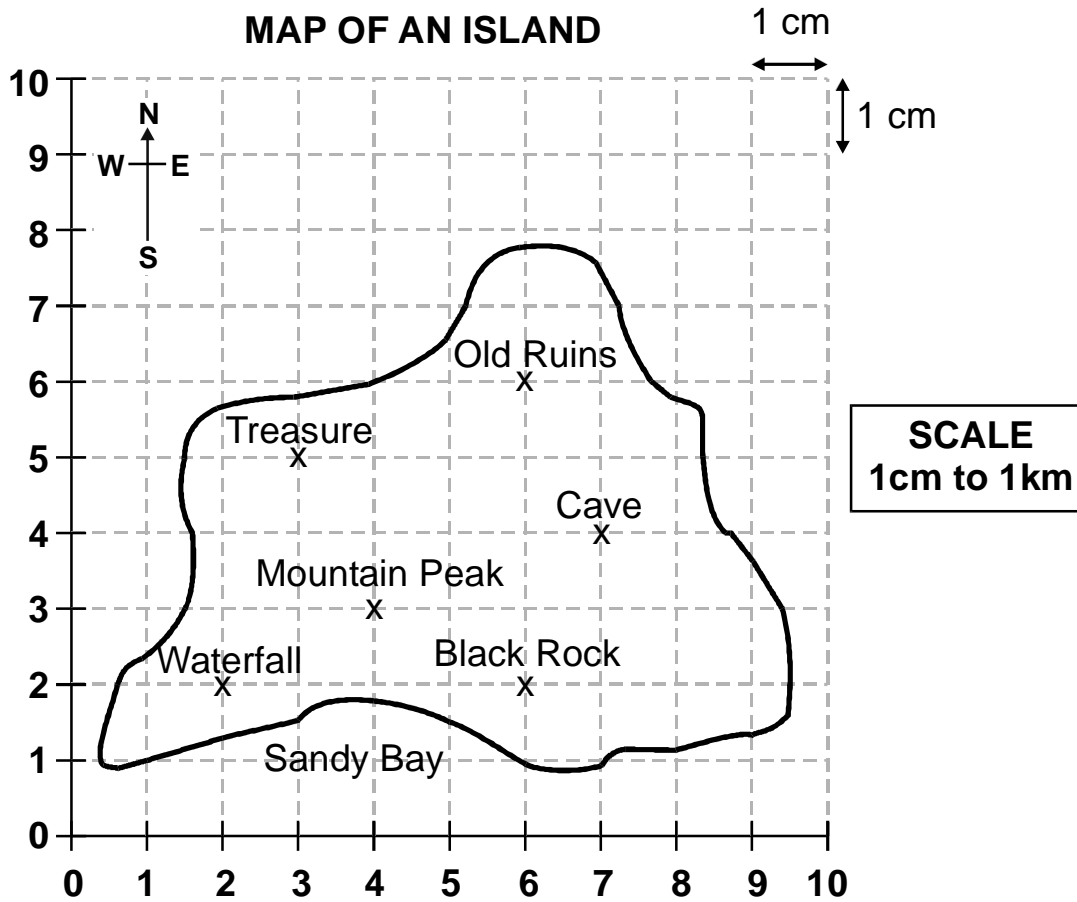 MAP OF AN ISLAND
1 cm
1 cm
10
9
8
7
6
5
4
3
2
1
0
N
W E
S
Old Ruins
x
Treasure
x
Cave
x
Mountain Peak
x
Waterfall
x
Black Rock
x
Sandy Bay
SCALE
1cm to 1km
0 1 2 3 4 5 6 7 8 9 10